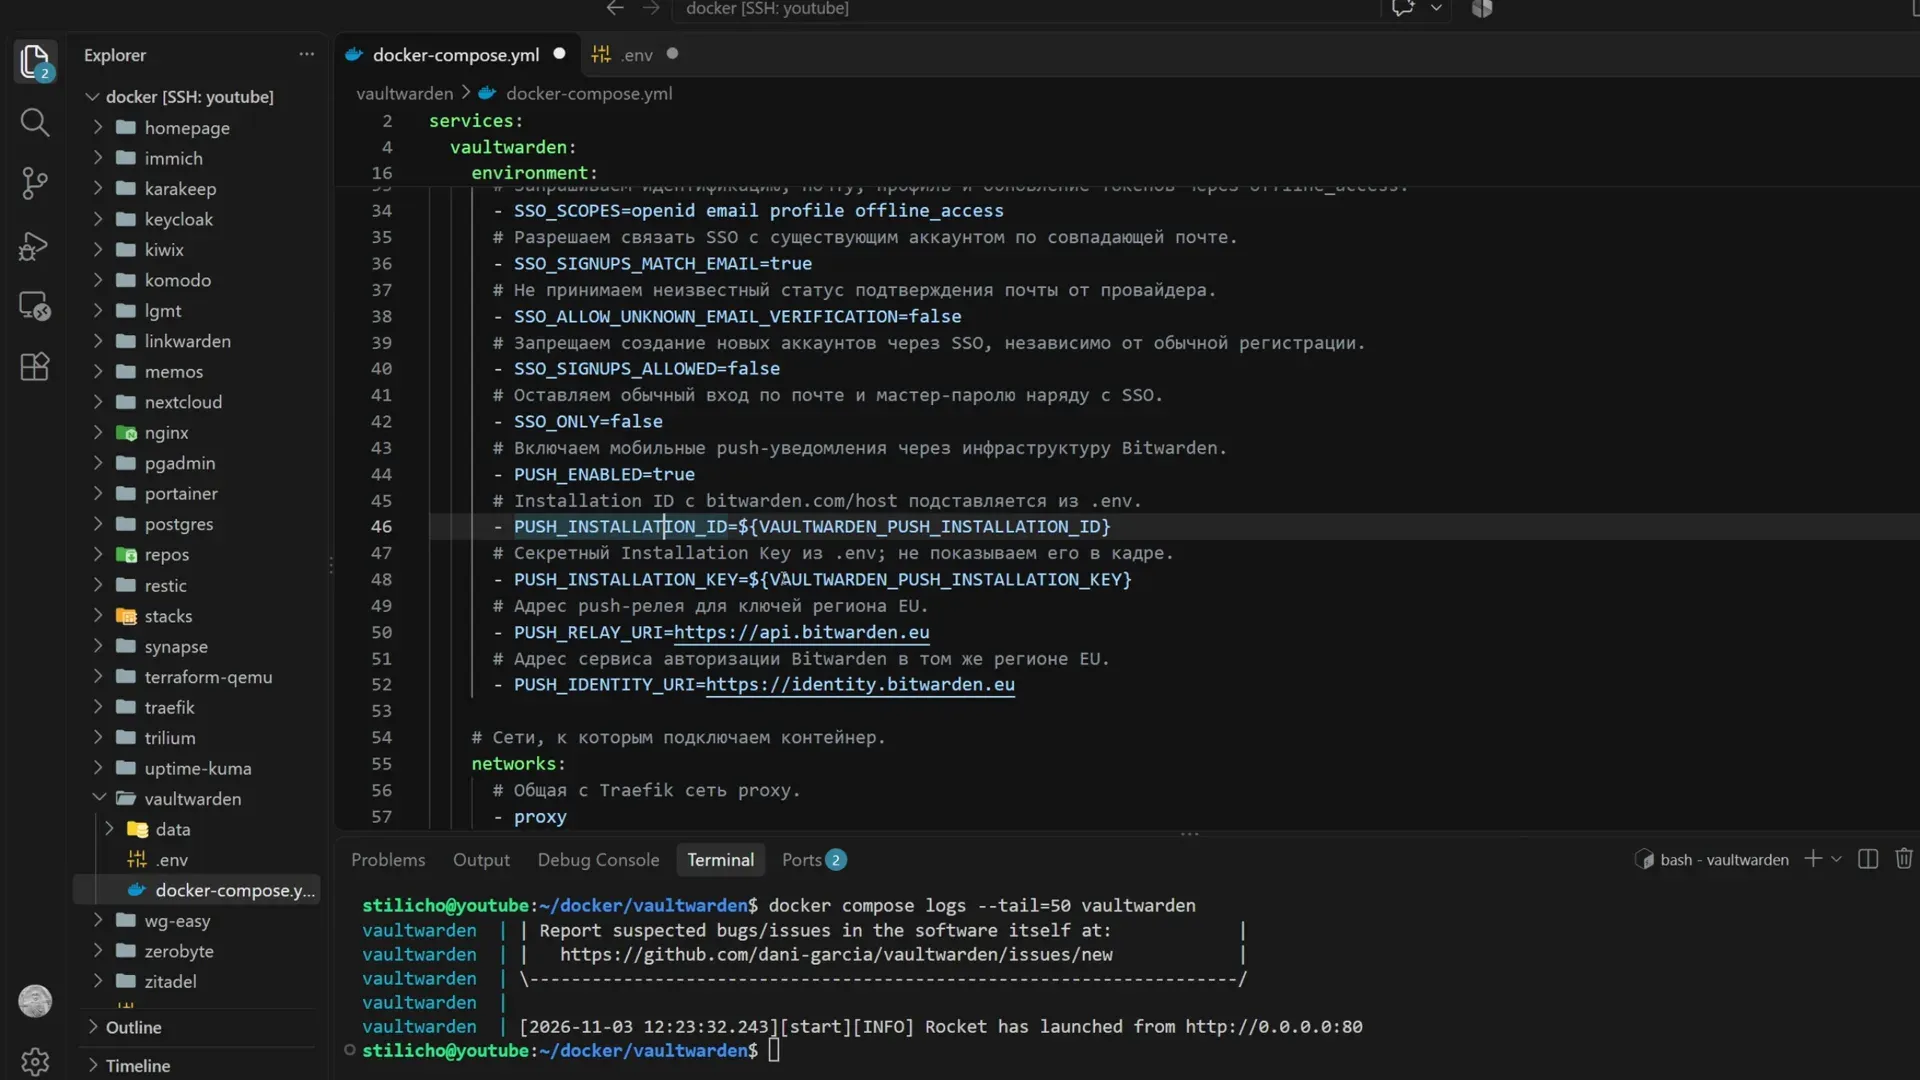 docker [SSH: youtube]
Explorer
docker [SSH: youtube]
homepage
immich
karakeep
keycloak
kiwix
komodo
lgmt
linkwarden
memos
nextcloud
nginx
pgadmin
portainer
postgres
repos
restic
stacks
synapse
terraform-qemu
traefik
trilium
uptime-kuma
vaultwarden
data
.env
docker-compose.y...
wg-easy
zerobyte
zitadel
Outline
Timeline
2
docker-compose.yml
.env
vaultwarden > docker-compose.yml
2 services:
4 vaultwarden:
16 environment:
# Запрашиваем идентификацию, почту, профиль и обновление токенов через offline_access.
34 - SSO_SCOPES=openid email profile offline_access
35 # Разрешаем связать SSO с существующим аккаунтом по совпадающей почте.
36 - SSO_SIGNUPS_MATCH_EMAIL=true
37 # Не принимаем неизвестный статус подтверждения почты от провайдера.
38 - SSO_ALLOW_UNKNOWN_EMAIL_VERIFICATION=false
39 # Запрещаем создание новых аккаунтов через SSO, независимо от обычной регистрации.
40 - SSO_SIGNUPS_ALLOWED=false
41 # Оставляем обычный вход по почте и мастер-паролю наряду с SSO.
42 - SSO_ONLY=false
43 # Включаем мобильные push-уведомления через инфраструктуру Bitwarden.
44 - PUSH_ENABLED=true
45 # Installation ID с bitwarden.com/host подставляется из .env.
46 - PUSH_INSTALLATION_ID=${VAULTWARDEN_PUSH_INSTALLATION_ID}
47 # Секретный Installation Key из .env; не показываем его в кадре.
48 - PUSH_INSTALLATION_KEY=${VAULTWARDEN_PUSH_INSTALLATION_KEY}
49 # Адрес push-релея для ключей региона EU.
50 - PUSH_RELAY_URI=https://api.bitwarden.eu
51 # Адрес сервиса авторизации Bitwarden в том же регионе EU.
52 - PUSH_IDENTITY_URI=https://identity.bitwarden.eu
53
54 # Сети, к которым подключаем контейнер.
55 networks:
56 # Общая с Traefik сеть proxy.
57 - proxy
Problems Output Debug Console Terminal Ports 2
bash - vaultwarden
stilicho@youtube:~/docker/vaultwarden$ docker compose logs --tail=50 vaultwarden
vaultwarden | | Report suspected bugs/issues in the software itself at: |
vaultwarden | | https://github.com/dani-garcia/vaultwarden/issues/new |
vaultwarden | \--------------------------------------------------------------------/
vaultwarden |
vaultwarden | [2026-11-03 12:23:32.243][start][INFO] Rocket has launched from http://0.0.0.0:80
stilicho@youtube:~/docker/vaultwarden$